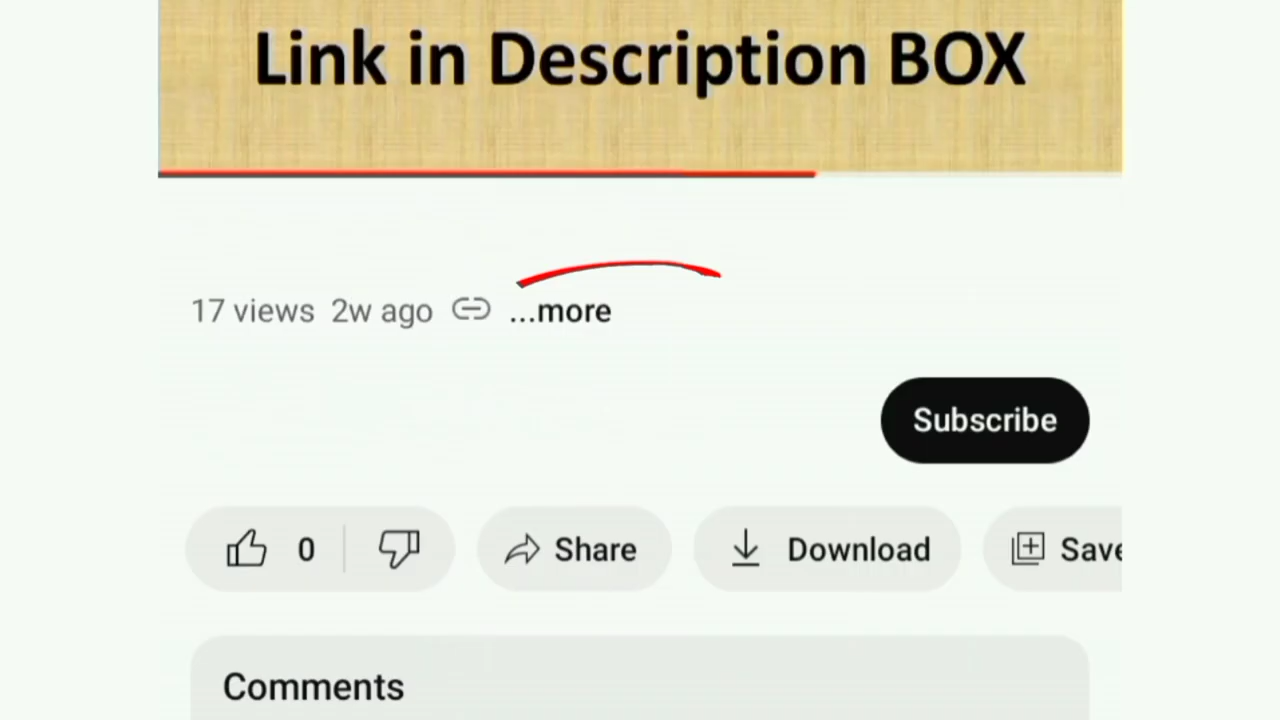 Link in Description BOX
17 views 2w ago ...more
Subscribe
0 Share Download Save
Comments